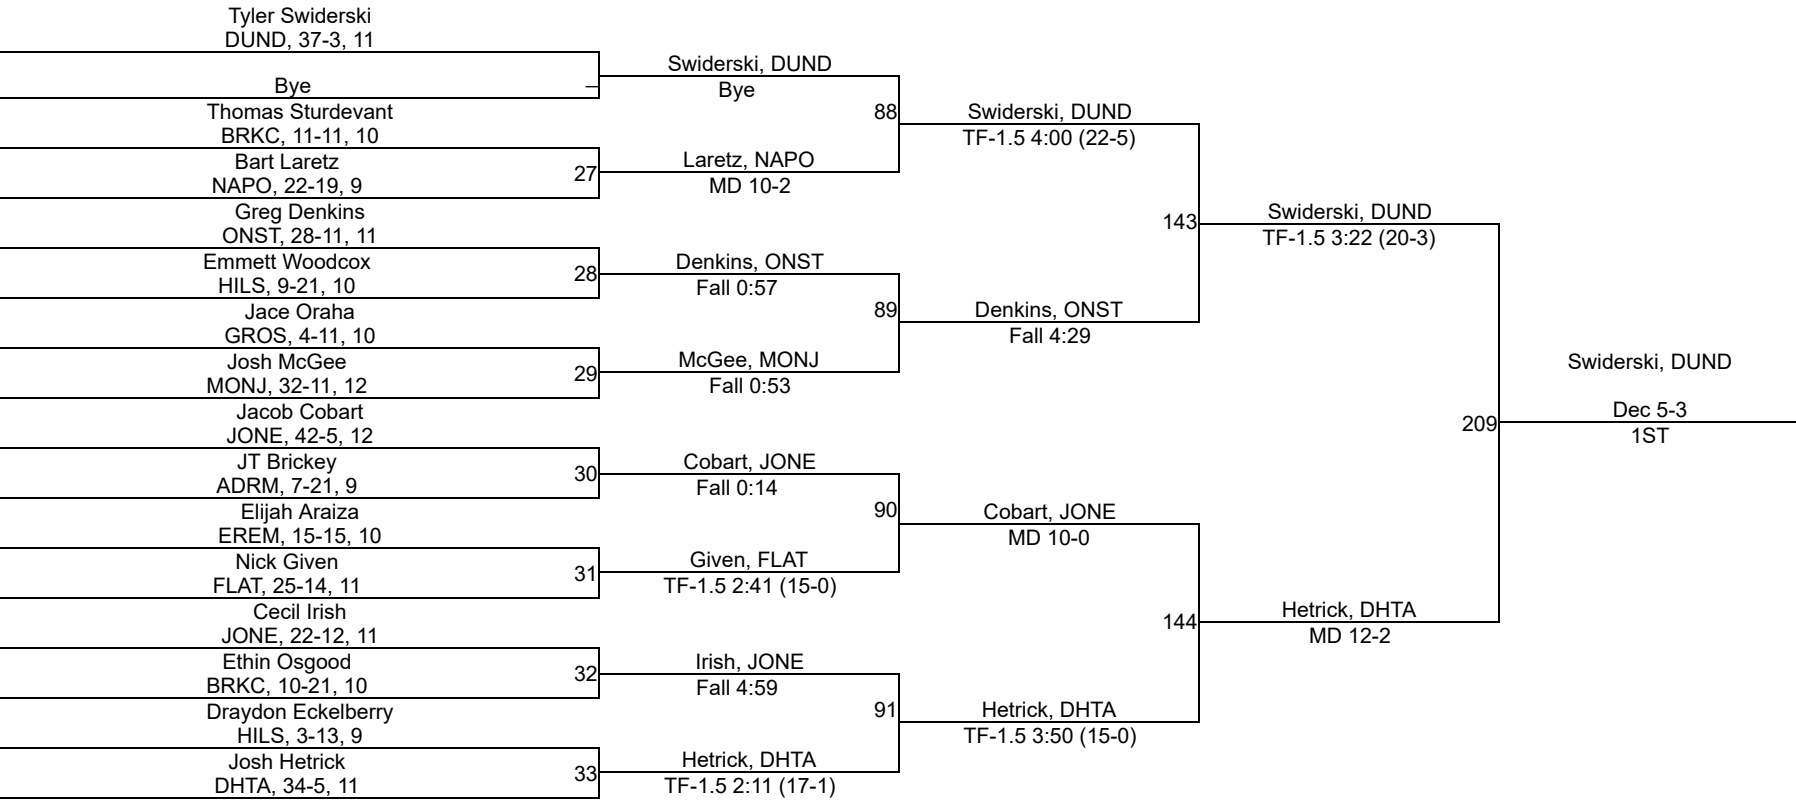 Tyler Swiderski
DUND, 37-3, 11
Bye
–
Thomas Sturdevant
BRKC, 11-11, 10
Bart Laretz
NAPO, 22-19, 9
27
Greg Denkins
ONST, 28-11, 11
Emmett Woodcox
HILS, 9-21, 10
28
Jace Oraha
GROS, 4-11, 10
Josh McGee
MONJ, 32-11, 12
29
Jacob Cobart
JONE, 42-5, 12
JT Brickey
ADRM, 7-21, 9
30
Elijah Araiza
EREM, 15-15, 10
Nick Given
FLAT, 25-14, 11
31
Cecil Irish
JONE, 22-12, 11
Ethin Osgood
BRKC, 10-21, 10
32
Draydon Eckelberry
HILS, 3-13, 9
Josh Hetrick
DHTA, 34-5, 11
33
Swiderski, DUND
Bye
88
Laretz, NAPO
MD 10-2
Denkins, ONST
Fall 0:57
89
McGee, MONJ
Fall 0:53
Cobart, JONE
Fall 0:14
90
Given, FLAT
TF-1.5 2:41 (15-0)
Irish, JONE
Fall 4:59
91
Hetrick, DHTA
TF-1.5 2:11 (17-1)
Swiderski, DUND
TF-1.5 4:00 (22-5)
143
Denkins, ONST
Fall 4:29
Cobart, JONE
MD 10-0
144
Hetrick, DHTA
TF-1.5 3:50 (15-0)
Swiderski, DUND
TF-1.5 3:22 (20-3)
209
Hetrick, DHTA
MD 12-2
Swiderski, DUND
Dec 5-3
1ST